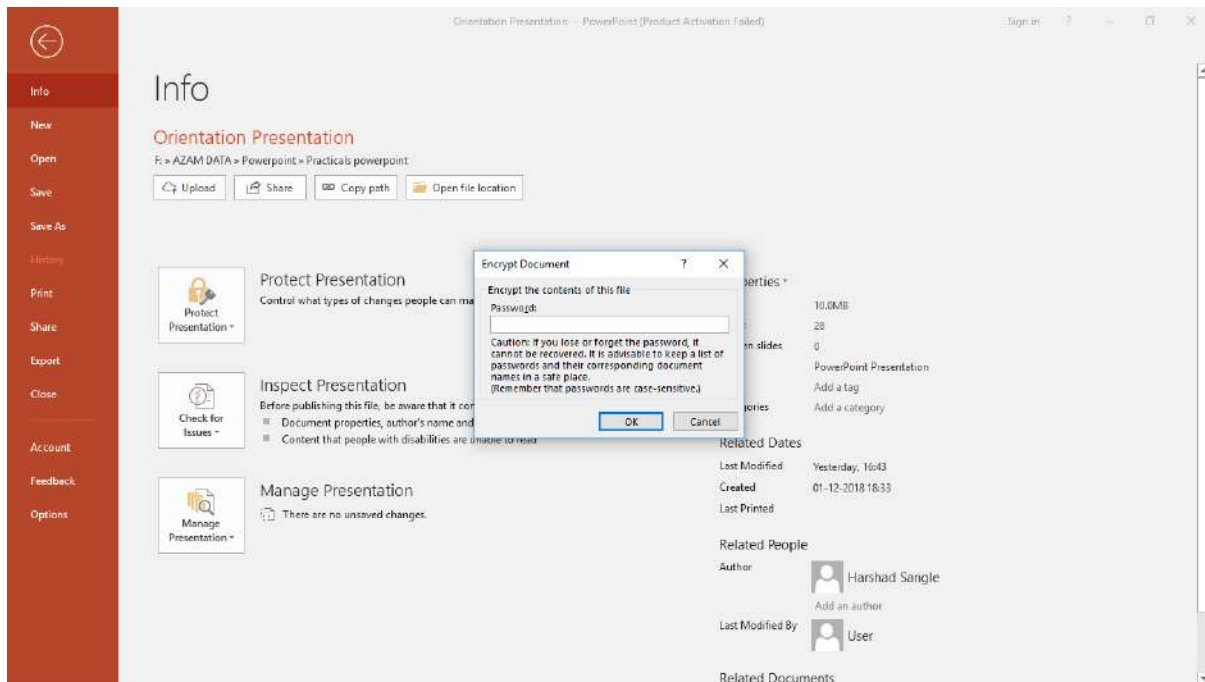 Orientation Presentation - PowerPoint (Product Activation Failed)
Sign in ?
Info
New
Open
Save
Save As
History
Print
Share
Export
Close
Account
Feedback
Options
Info
Orientation Presentation
F: » AZAM DATA » Powerpoint » Practicals powerpoint
Upload
Share
Copy path
Open file location
Protect
Presentation
Protect Presentation
Control what types of changes people can ma
Check for
Issues
Inspect Presentation
Before publishing this file, be aware that it cor
Document properties, author's name and
Content that people with disabilities are unable to read
Manage
Presentation
Manage Presentation
There are no unsaved changes.
Encrypt Document ?
Encrypt the contents of this file
Password:
Caution: If you lose or forget the password, it
cannot be recovered. It is advisable to keep a list of
passwords and their corresponding document
names in a safe place.
(Remember that passwords are case-sensitive.)
OK
Cancel
perties
10.0MB
28
en slides 0
PowerPoint Presentation
Add a tag
gories Add a category
Related Dates
Last Modified Yesterday, 16:43
Created 01-12-2018 18:33
Last Printed
Related People
Author Harshad Sangle
Add an author
Last Modified By User
Related Documents